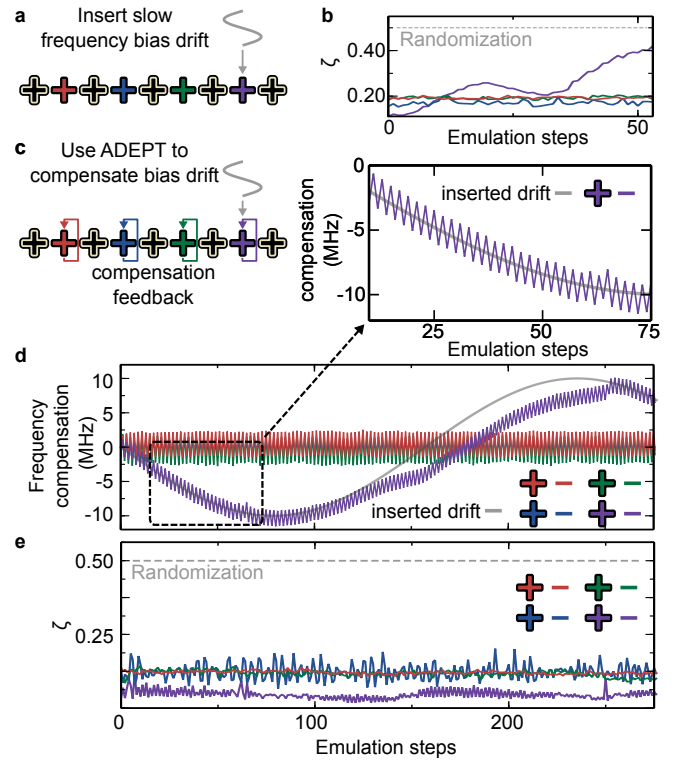 a
Insert slow
frequency bias drift
b
Randomization
0.40
0.20
ζ
0
50
Emulation steps
c
Use ADEPT to
compensate bias drift
compensation
feedback
compensation
(MHz)
0
-5
-10
inserted drift
25
50
75
Emulation steps
d
Frequency
compensation
(MHz)
10
5
0
-5
-10
inserted drift
e
ζ
0.50
Randomization
0.25
0
100
200
Emulation steps